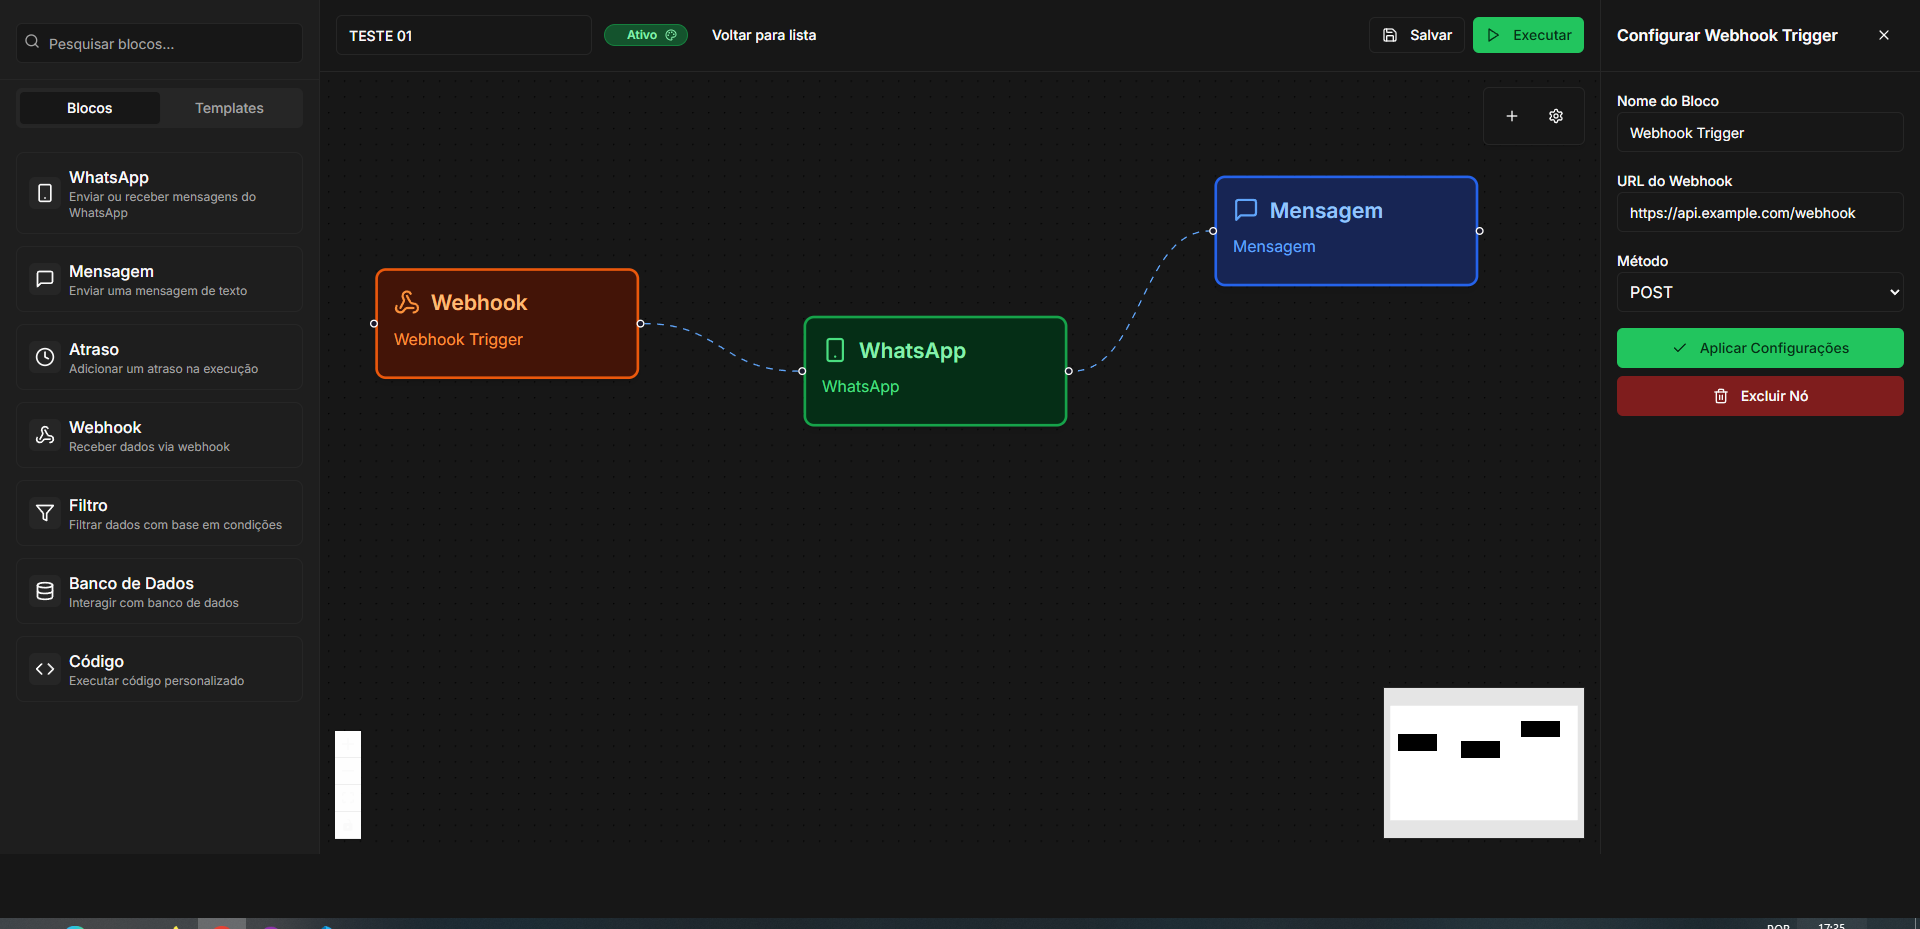 Pesquisar blocos...
Blocos
Templates
WhatsApp
Enviar ou receber mensagens do
WhatsApp
Mensagem
Enviar uma mensagem de texto
Atraso
Adicionar um atraso na execução
Webhook
Receber dados via webhook
Filtro
Filtrar dados com base em condições
Banco de Dados
Interagir com banco de dados
Código
Executar código personalizado
TESTE 01
Ativo
Voltar para lista
Salvar
Executar
Webhook
Webhook Trigger
WhatsApp
WhatsApp
Mensagem
Mensagem
Configurar Webhook Trigger
Nome do Bloco
Webhook Trigger
URL do Webhook
https://api.example.com/webhook
Método
POST
Aplicar Configurações
Excluir Nó
POR
17:25